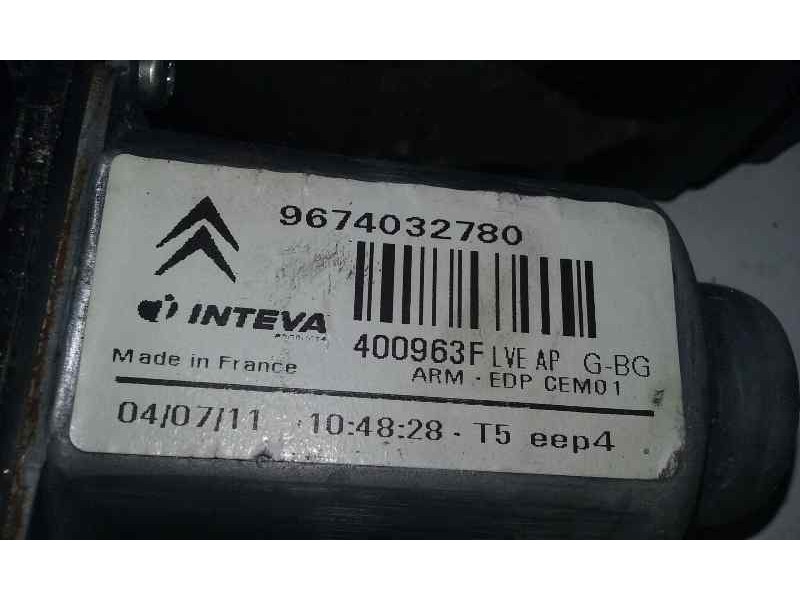 9674032780
INTEVA
PRODUCTS
400963F LVE AP G-BG
Made in France
ARM - EDP CEM01
04/07/11 10:48:28 - T5 eep4